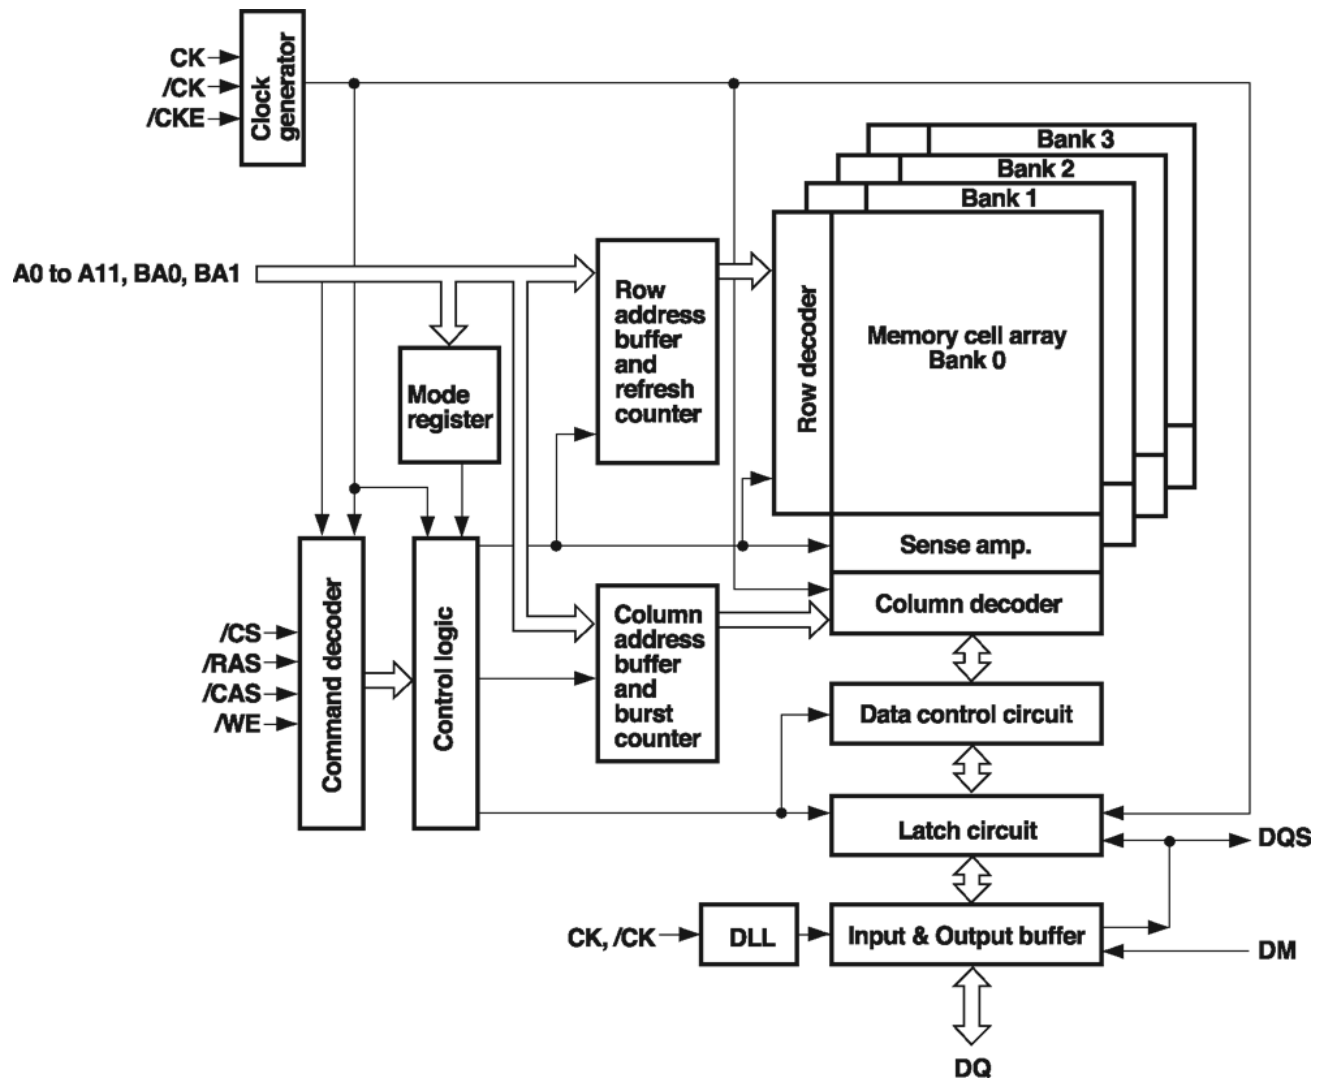 CK
/CK
/CKE
Clock
generator
Bank 3
Bank 2
Bank 1
A0 to A11, BA0, BA1
Row
address
buffer
and
refresh
counter
Row decoder
Memory cell array
Bank 0
Mode
register
Sense amp.
Column decoder
Command decoder
Control logic
/CS
/RAS
/CAS
/WE
Column
address
buffer
and
burst
counter
Data control circuit
Latch circuit
DQS
CK, /CK
DLL
Input & Output buffer
DM
DQ